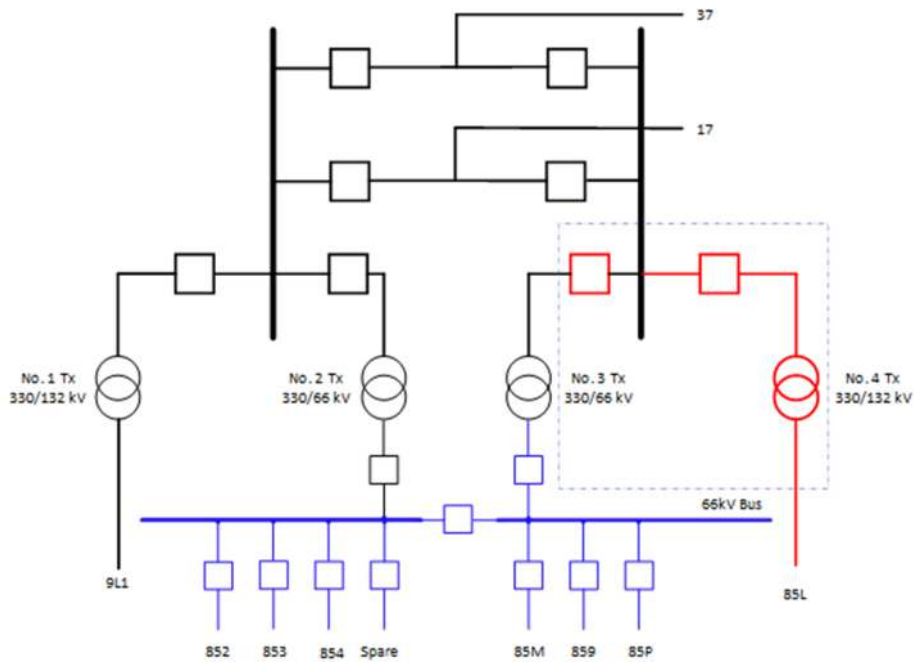 37
17
No. 1 Tx
330/132 kV
No. 2 Tx
330/66 kV
No. 3 Tx
330/66 kV
No. 4 Tx
330/132 kV
66kV Bus
9L1
85L
852
853
854
Spare
85M
859
85P